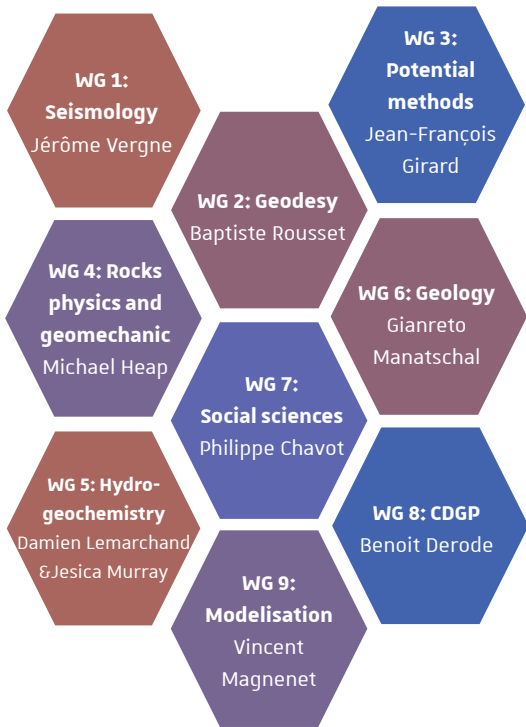 WG 1:
Seismology
Jérôme Vergne
WG 3:
Potential
methods
Jean-François
Girard
WG 2: Geodesy
Baptiste Rousset
WG 4: Rocks
physics and
geomechanic
Michael Heap
WG 6: Geology
Gianreto
Manatschal
WG 7:
Social sciences
Philippe Chavot
WG 5: Hydro-
geochemistry
Damien Lemarchand
&Jesica Murray
WG 8: CDGP
Benoit Derode
WG 9:
Modelisation
Vincent
Magnenet